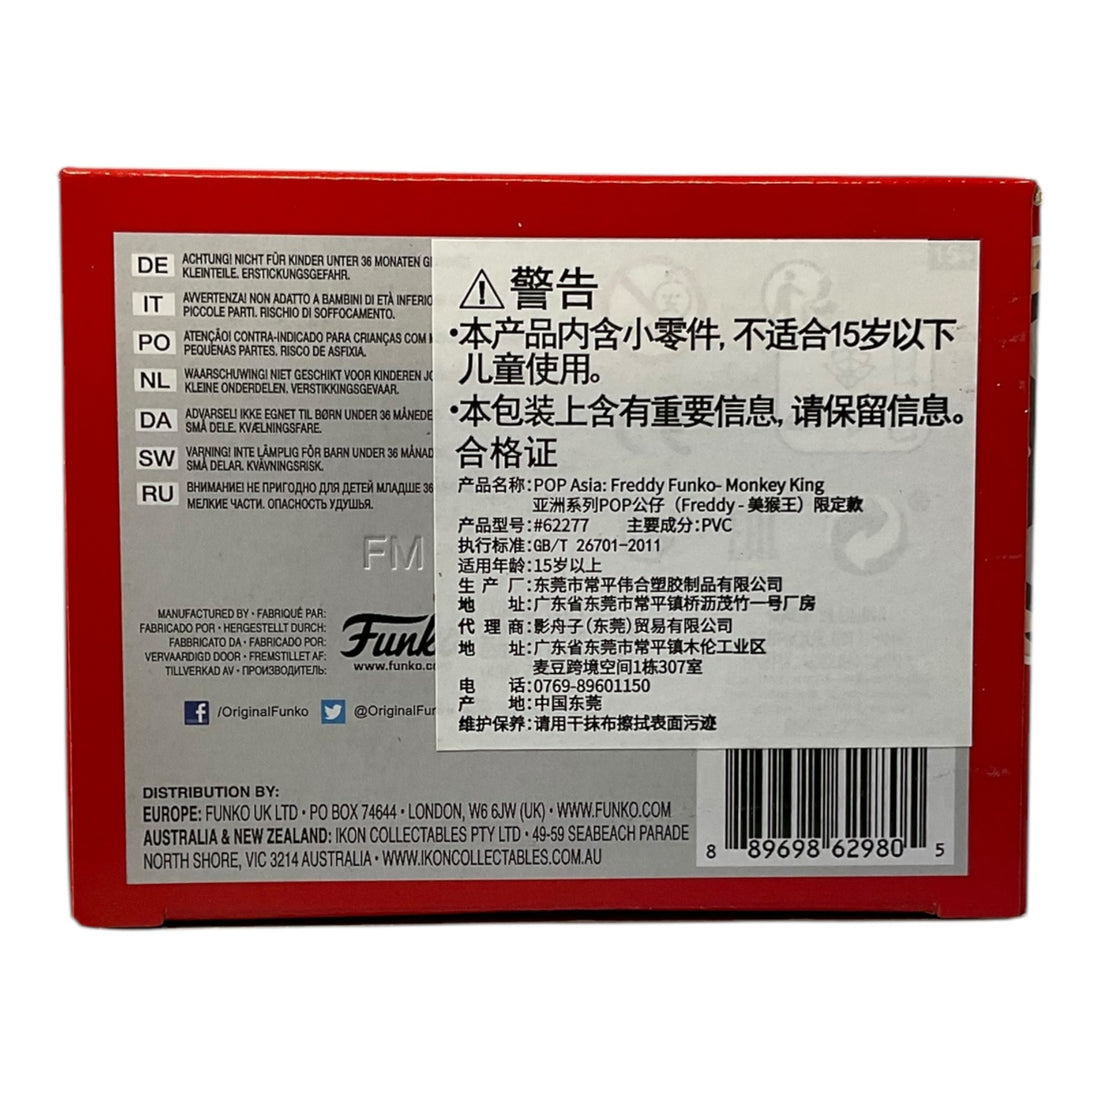 DE ACHTUNG! NICHT FÜR KINDER UNTER 36 MONATEN
KLEINTEILE. ERSTICKUNGSGEFAHR.
IT AVVERTENZA! NON ADATTO A BAMBINI DI ETÀ
PICCOLE PARTI. RISCHIO DI SOFFOCAMENTO.
PO ATENÇÃO! CONTRA-INDICADO PARA CRIANÇAS COM
PEQUENAS PARTES. RISCO DE ASFIXIA.
NL WAARSCHUWING! NIET GESCHIKT VOOR KINDEREN
KLEINE ONDERDELEN. VERSTIKKINGSGEVAAR.
DA ADVARSEL! IKKE EGNET TIL BØRN UNDER 36
SMÅ DELE. KVÆLNINGSFARE.
SW VARNING! INTE LÄMPLIG FÖR BARN UNDER 36
SMÅ DELAR. KVÄVNINGSRISK.
RU ВНИМАНИЕ! НЕ ПРИГОДНО ДЛЯ ДЕТЕЙ МЛАДШЕ 36
МЕЛКИЕ ЧАСТИ. ОПАСНОСТЬ УДУШЬЯ.
FM
MANUFACTURED BY • FABRIQUÉ PAR:
FABRICADO POR • HERGESTELLT DURCH:
FABBRICATO DA • FABRICADO POR:
VERVAARDIGD DOOR • FREMSTILLET AF:
TILLVERKAD AV • ПРОИЗВОДИТЕЛЬ:
Funk
www.funko.c
/OriginalFunko @OriginalFu
警告
•本产品内含小零件, 不适合15岁以下
儿童使用。
•本包装上含有重要信息, 请保留信息。
合格证
产品名称:POP Asia: Freddy Funko- Monkey King
亚洲系列POP公仔（Freddy - 美猴王）限定款
产品型号:#62277 主要成分:PVC
执行标准:GB/T 26701-2011
适用年龄:15岁以上
生产厂:东莞市常平伟合塑胶制品有限公司
地址:广东省东莞市常平镇桥沥茂竹一号厂房
代理商:影舟子(东莞)贸易有限公司
地址:广东省东莞市常平镇木伦工业区
麦豆跨境空间1栋307室
电话:0769-89601150
产地:中国东莞
维护保养:请用干抹布擦拭表面污迹
DISTRIBUTION BY:
EUROPE: FUNKO UK LTD • PO BOX 74644 • LONDON, W6 6JW (UK) • WWW.FUNKO.COM
AUSTRALIA & NEW ZEALAND: IKON COLLECTABLES PTY LTD • 49-59 SEABEACH PARADE
NORTH SHORE, VIC 3214 AUSTRALIA • WWW.IKONCOLLECTABLES.COM.AU
8 89698 62980 5